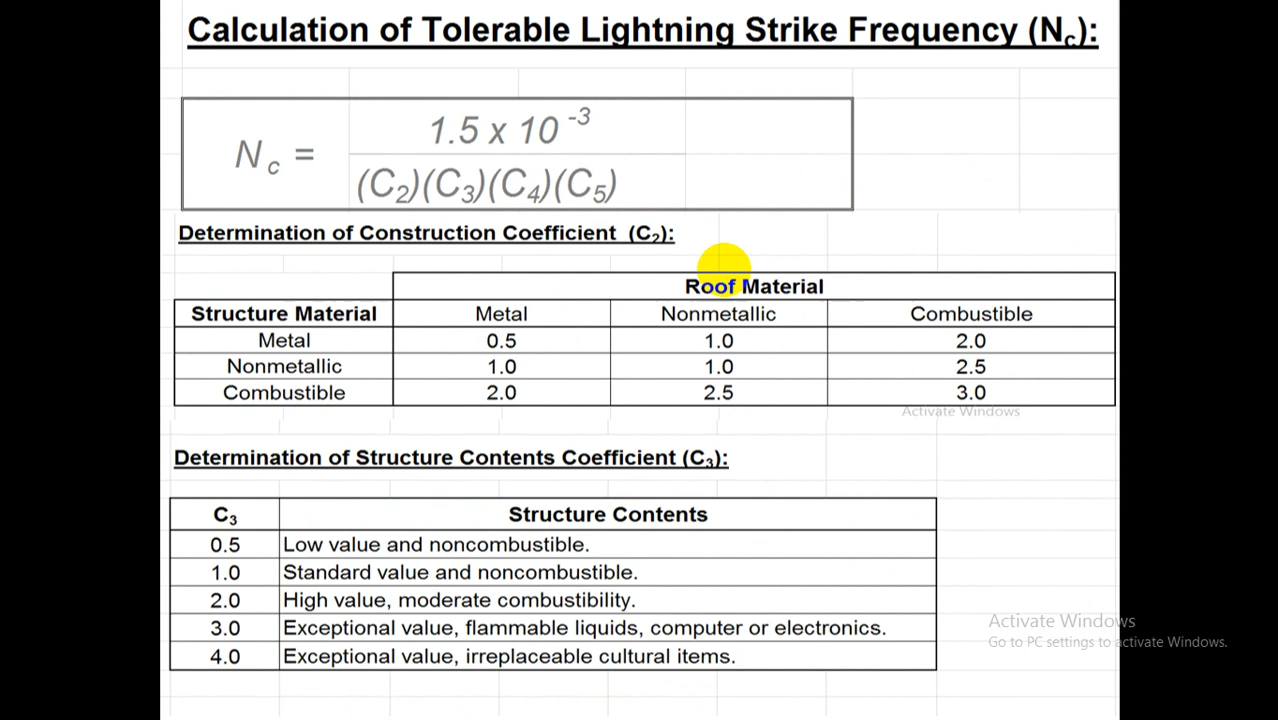 Calculation of Tolerable Lightning Strike Frequency (Nc):
1.5 x 10 -3
N c =
(C2)(C3)(C4)(C5)
Determination of Construction Coefficient (C2):
Roof Material
Structure Material Metal Nonmetallic Combustible
Metal 0.5 1.0 2.0
Nonmetallic 1.0 1.0 2.5
Combustible 2.0 2.5 3.0
Activate Windows
Determination of Structure Contents Coefficient (C3):
C3 Structure Contents
0.5 Low value and noncombustible.
1.0 Standard value and noncombustible.
2.0 High value, moderate combustibility.
3.0 Exceptional value, flammable liquids, computer or electronics.
4.0 Exceptional value, irreplaceable cultural items.
Activate Windows
Go to PC settings to activate Windows.